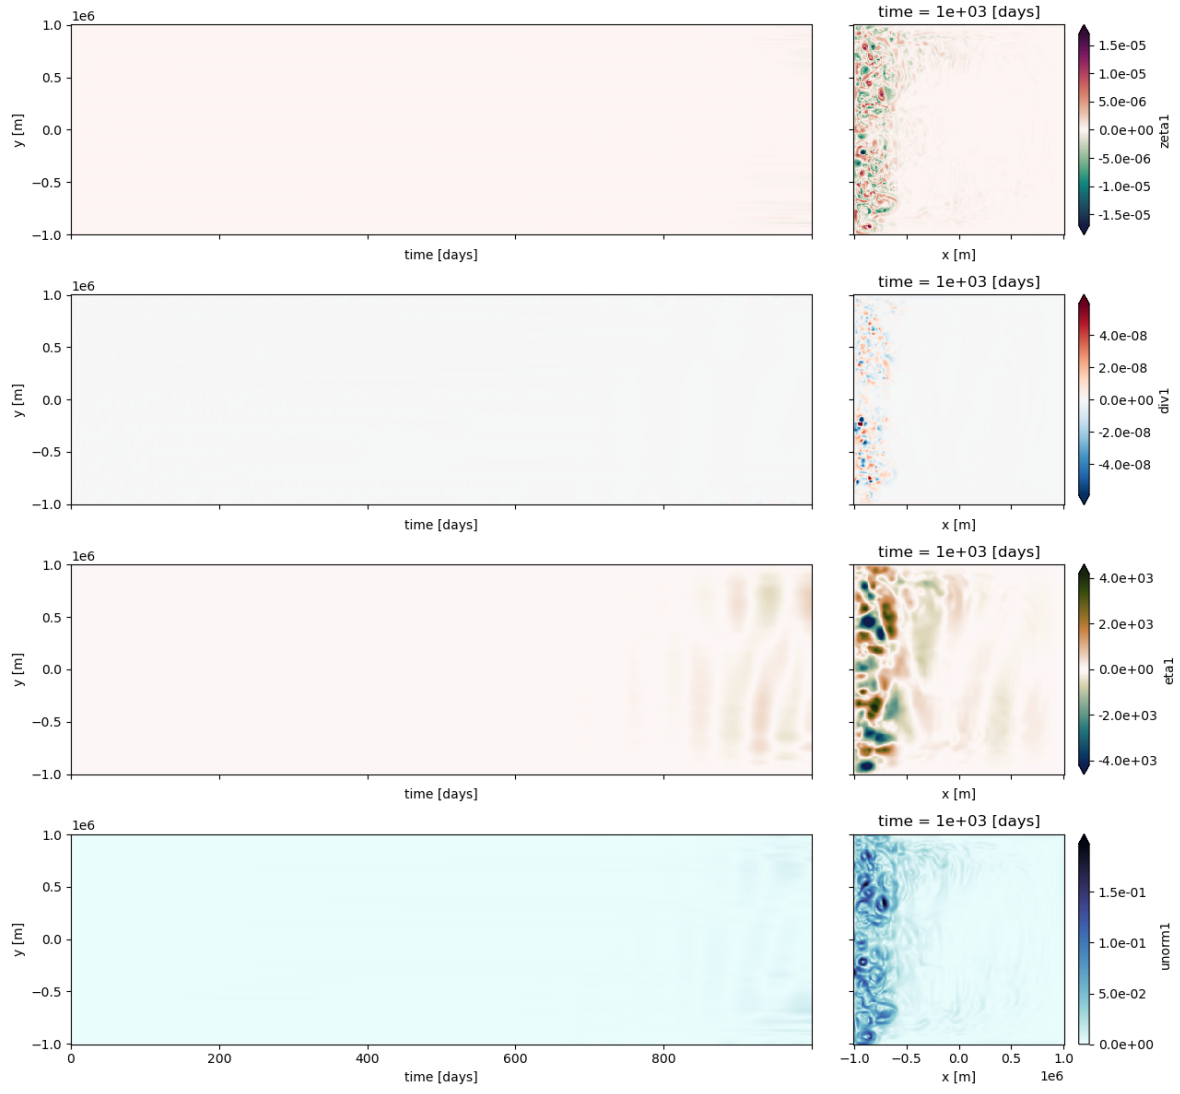 1e6
time = 1e+03 [days]
1.0
0.5
0.0
−0.5
−1.0
y [m]
time [days]
x [m]
1.5e-05
1.0e-05
5.0e-06
0.0e+00
-5.0e-06
-1.0e-05
-1.5e-05
zeta1
1e6
time = 1e+03 [days]
1.0
0.5
0.0
−0.5
−1.0
y [m]
time [days]
x [m]
4.0e-08
2.0e-08
0.0e+00
-2.0e-08
-4.0e-08
div1
1e6
time = 1e+03 [days]
1.0
0.5
0.0
−0.5
−1.0
y [m]
time [days]
x [m]
4.0e+03
2.0e+03
0.0e+00
-2.0e+03
-4.0e+03
eta1
1e6
time = 1e+03 [days]
1.0
0.5
0.0
−0.5
−1.0
y [m]
0 200 400 600 800
time [days]
−1.0 −0.5 0.0 0.5 1.0
x [m]
1e6
1.5e-01
1.0e-01
5.0e-02
0.0e+00
unorm1